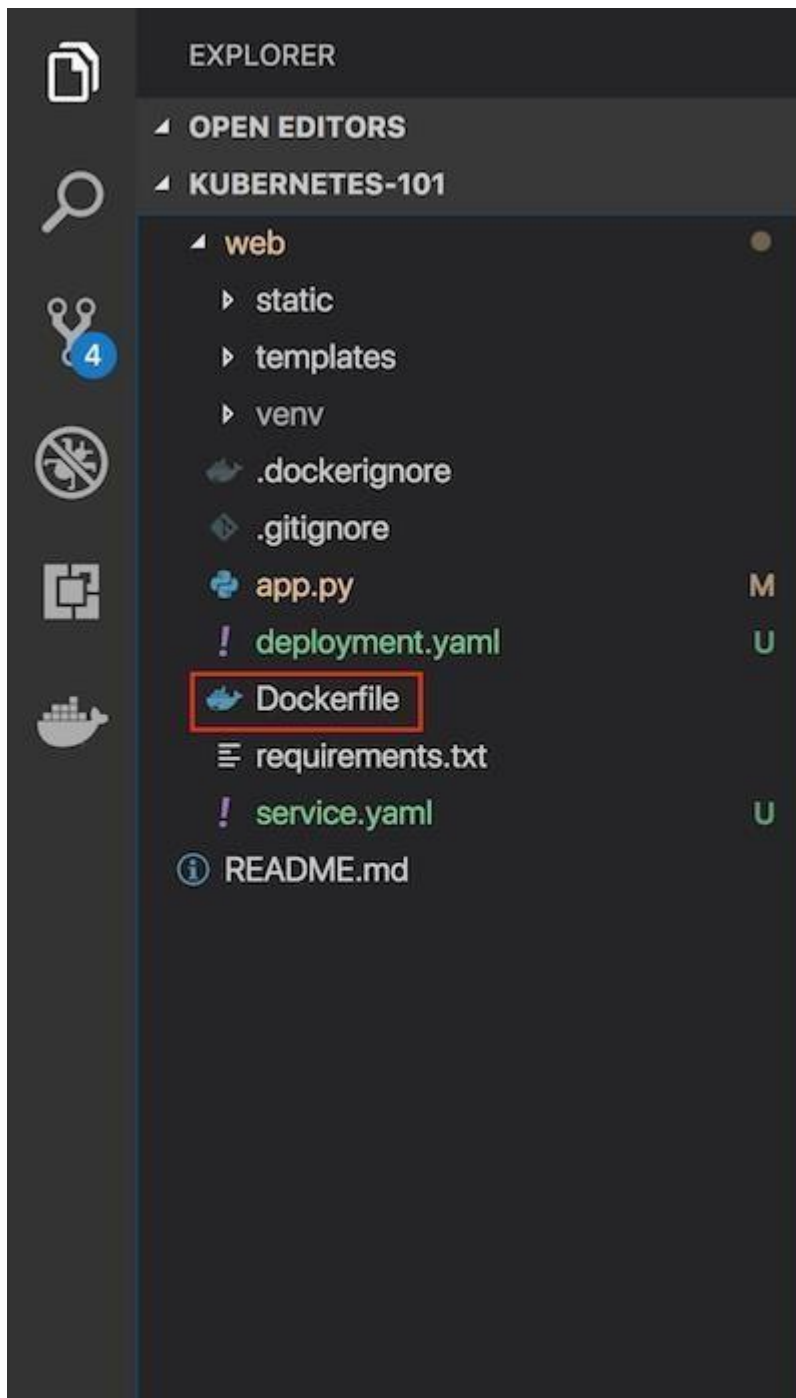 EXPLORER
OPEN EDITORS
KUBERNETES-101
web
static
4
templates
venv
.dockerignore
.gitignore
app.py M
! deployment.yaml U
Dockerfile
requirements.txt
! service.yaml U
README.md